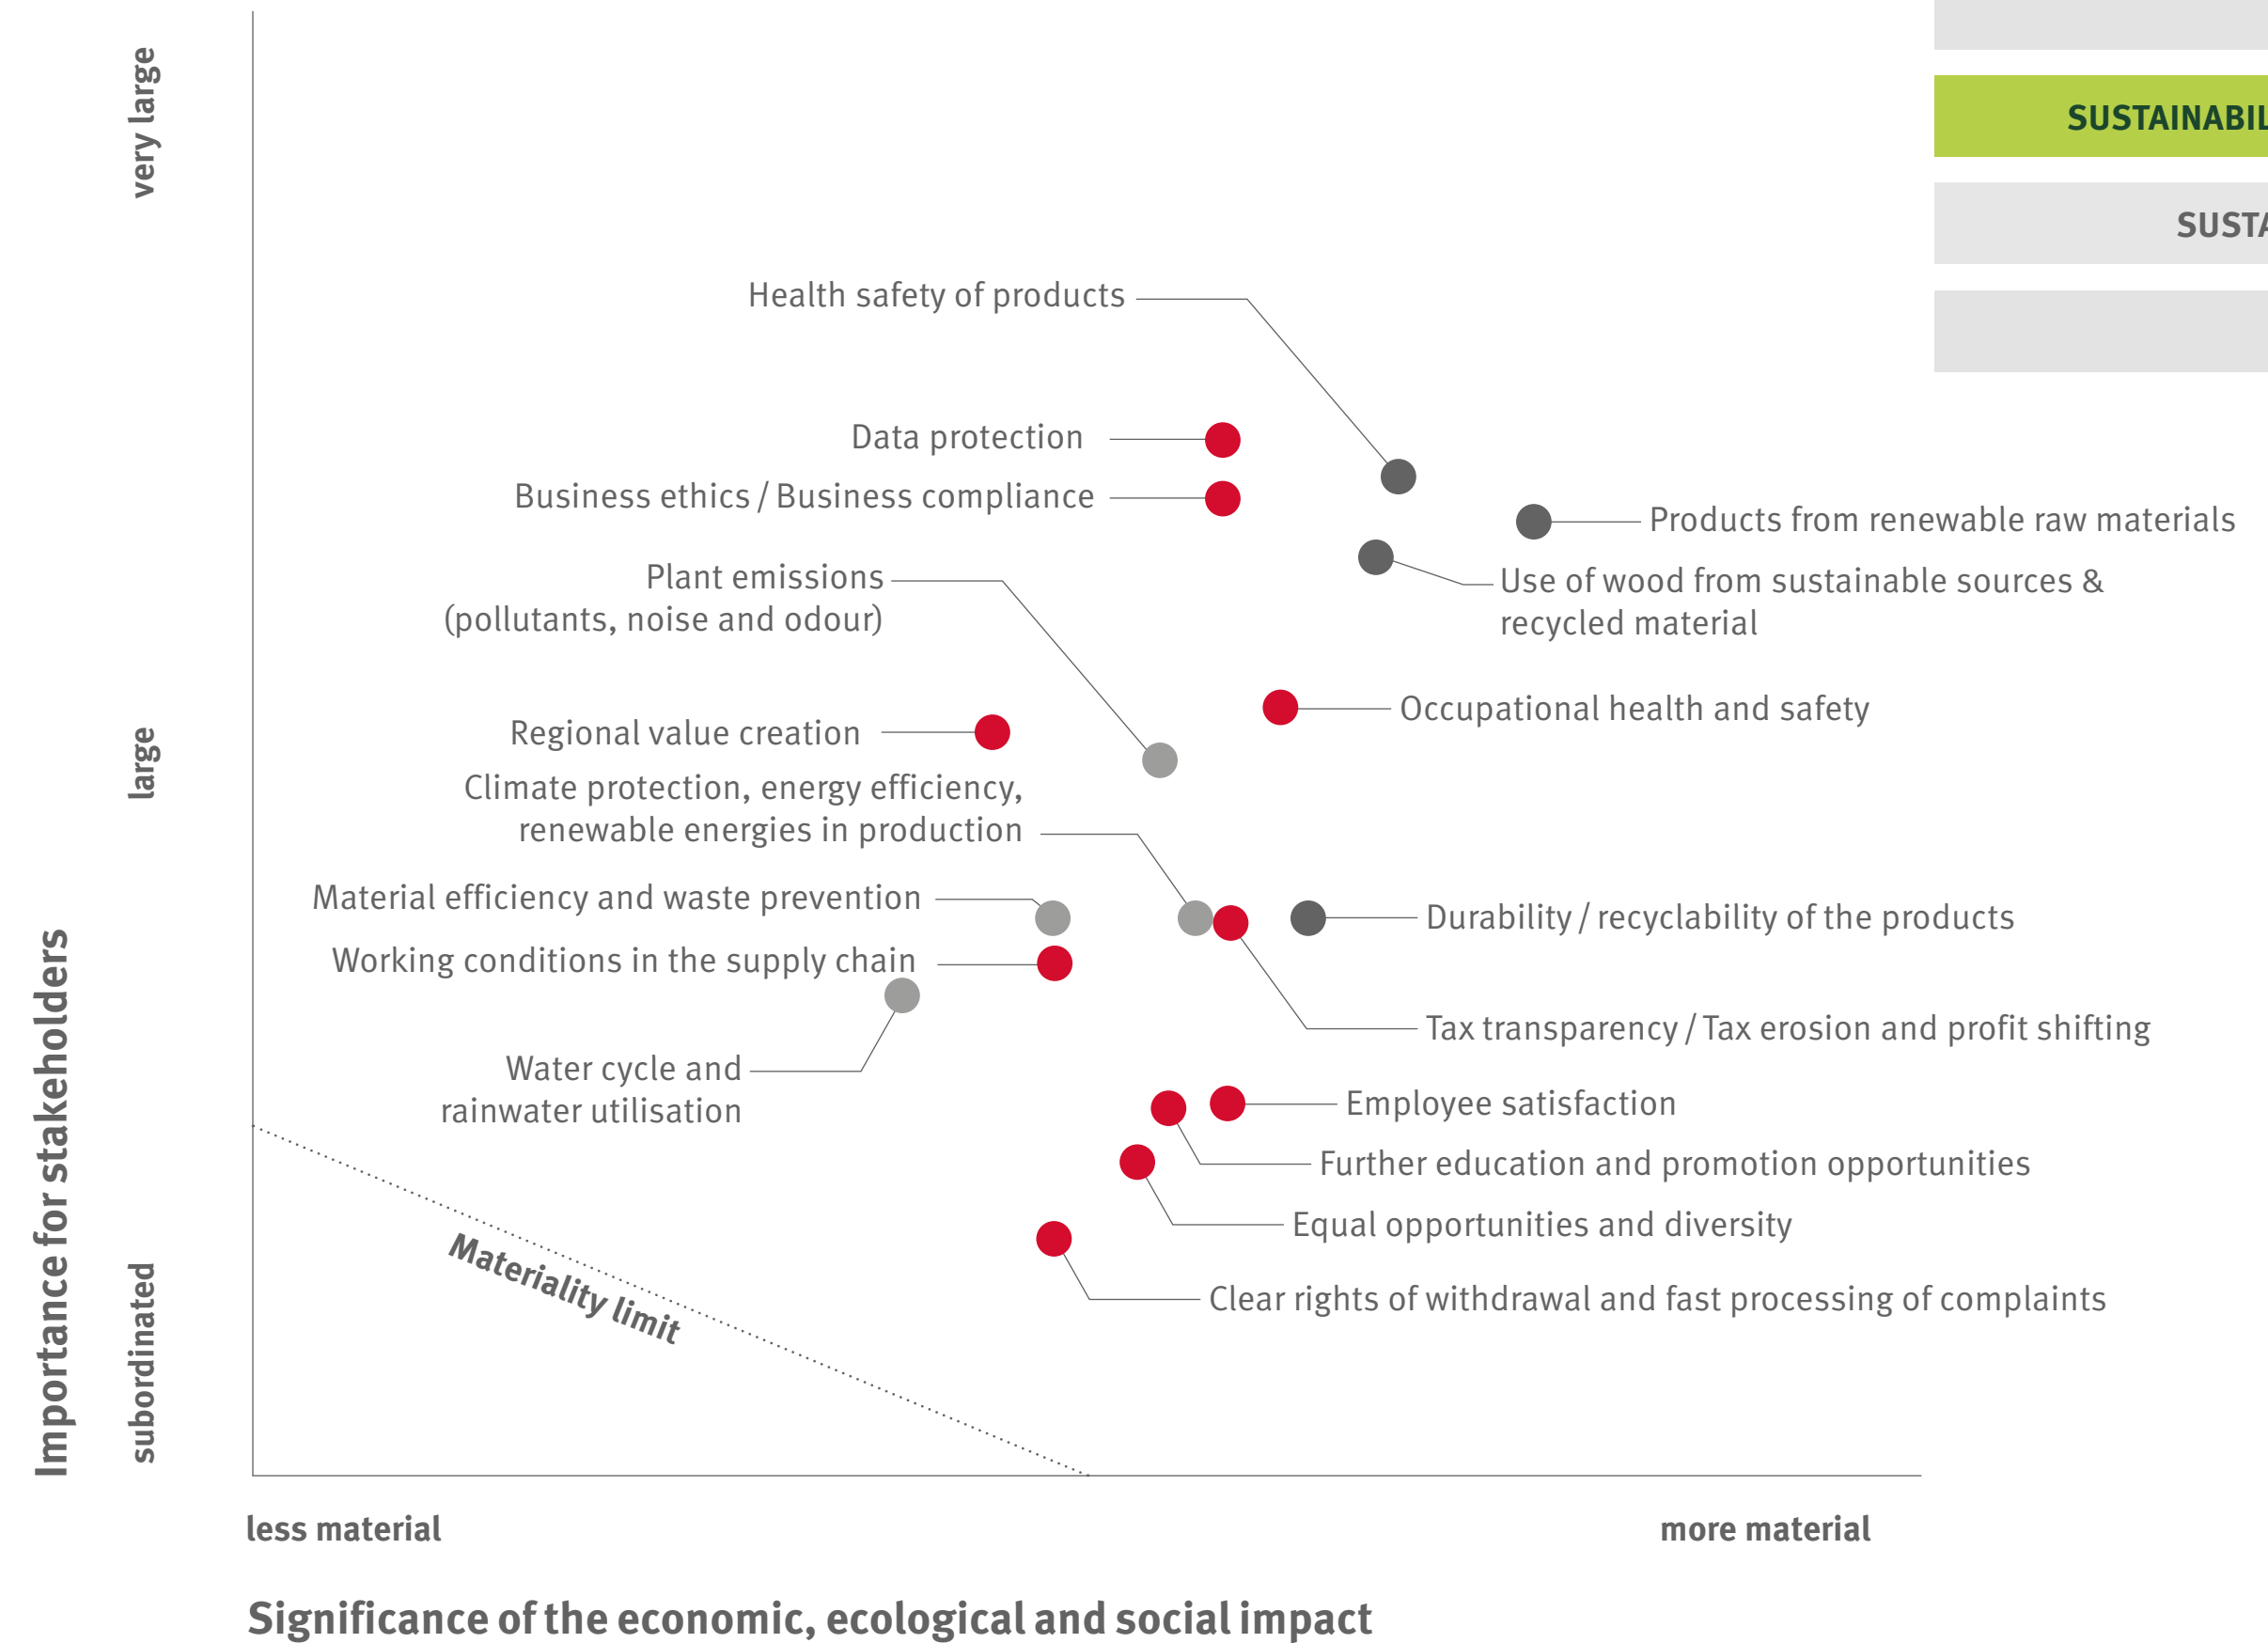 very large
SUSTAINABIL
SUSTA
Health safety of products
Data protection
Business ethics / Business compliance
Products from renewable raw materials
Plant emissions
(pollutants, noise and odour)
Use of wood from sustainable sources &
recycled material
Occupational health and safety
large
Regional value creation
Climate protection, energy efficiency,
renewable energies in production
Material efficiency and waste prevention
Durability / recyclability of the products
Working conditions in the supply chain
Tax transparency / Tax erosion and profit shifting
Water cycle and
rainwater utilisation
Employee satisfaction
Further education and promotion opportunities
Equal opportunities and diversity
Clear rights of withdrawal and fast processing of complaints
Importance for stakeholders
subordinated
Materiality limit
less material
more material
Significance of the economic, ecological and social impact